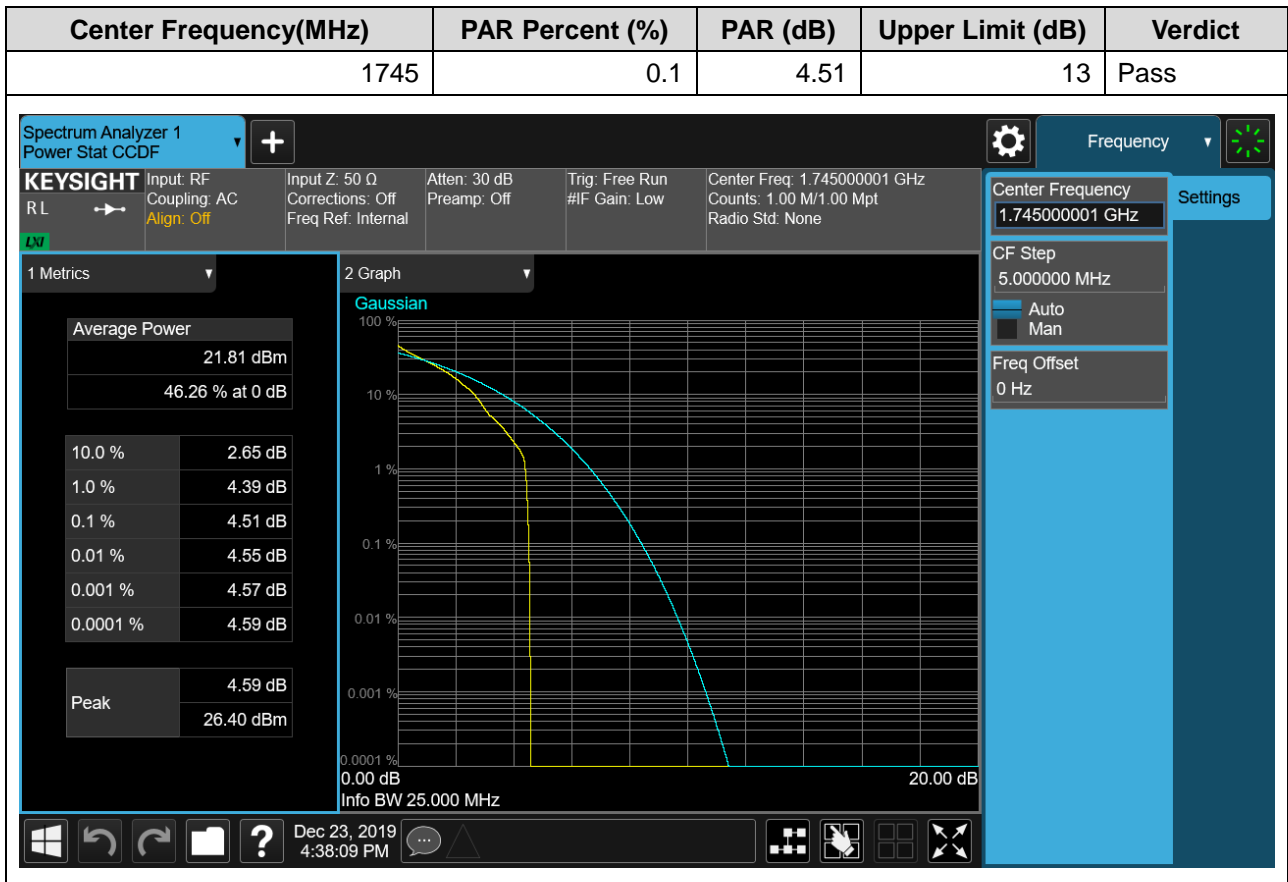 Center Frequency(MHz) PAR Percent (%) PAR (dB) Upper Limit (dB) Verdict
1745 0.1 4.51 13 Pass
Spectrum Analyzer 1
Power Stat CCDF
Frequency
KEYSIGHT
R L
LXI
Input: RF
Coupling: AC
Align: Off
Input Z: 50 Ω
Corrections: Off
Freq Ref: Internal
Atten: 30 dB
Preamp: Off
Trig: Free Run
#IF Gain: Low
Center Freq: 1.745000001 GHz
Counts: 1.00 M/1.00 Mpt
Radio Std: None
Center Frequency
1.745000001 GHz
Settings
CF Step
5.000000 MHz
Auto
Man
Freq Offset
0 Hz
1 Metrics
Average Power
21.81 dBm
46.26 % at 0 dB
10.0 % 2.65 dB
1.0 % 4.39 dB
0.1 % 4.51 dB
0.01 % 4.55 dB
0.001 % 4.57 dB
0.0001 % 4.59 dB
Peak
4.59 dB
26.40 dBm
2 Graph
Gaussian
100 %
10 %
1 %
0.1 %
0.01 %
0.001 %
0.0001 %
0.00 dB 20.00 dB
Info BW 25.000 MHz
?
Dec 23, 2019
4:38:09 PM